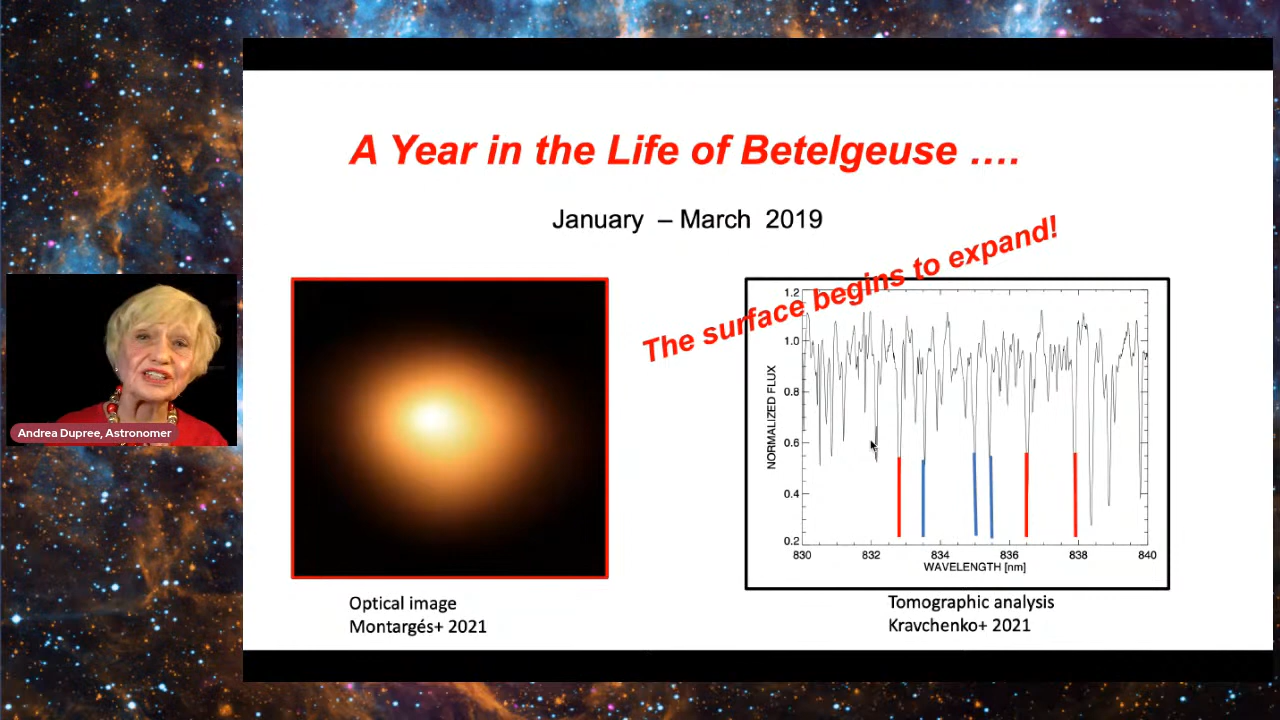 A Year in the Life of Betelgeuse ....
January – March 2019
The surface begins to expand!
Andrea Dupree, Astronomer
1.2
1.0
0.8
0.6
0.4
0.2
NORMALIZED FLUX
830 832 834 836 838 840
WAVELENGTH [nm]
Optical image
Montargés+ 2021
Tomographic analysis
Kravchenko+ 2021